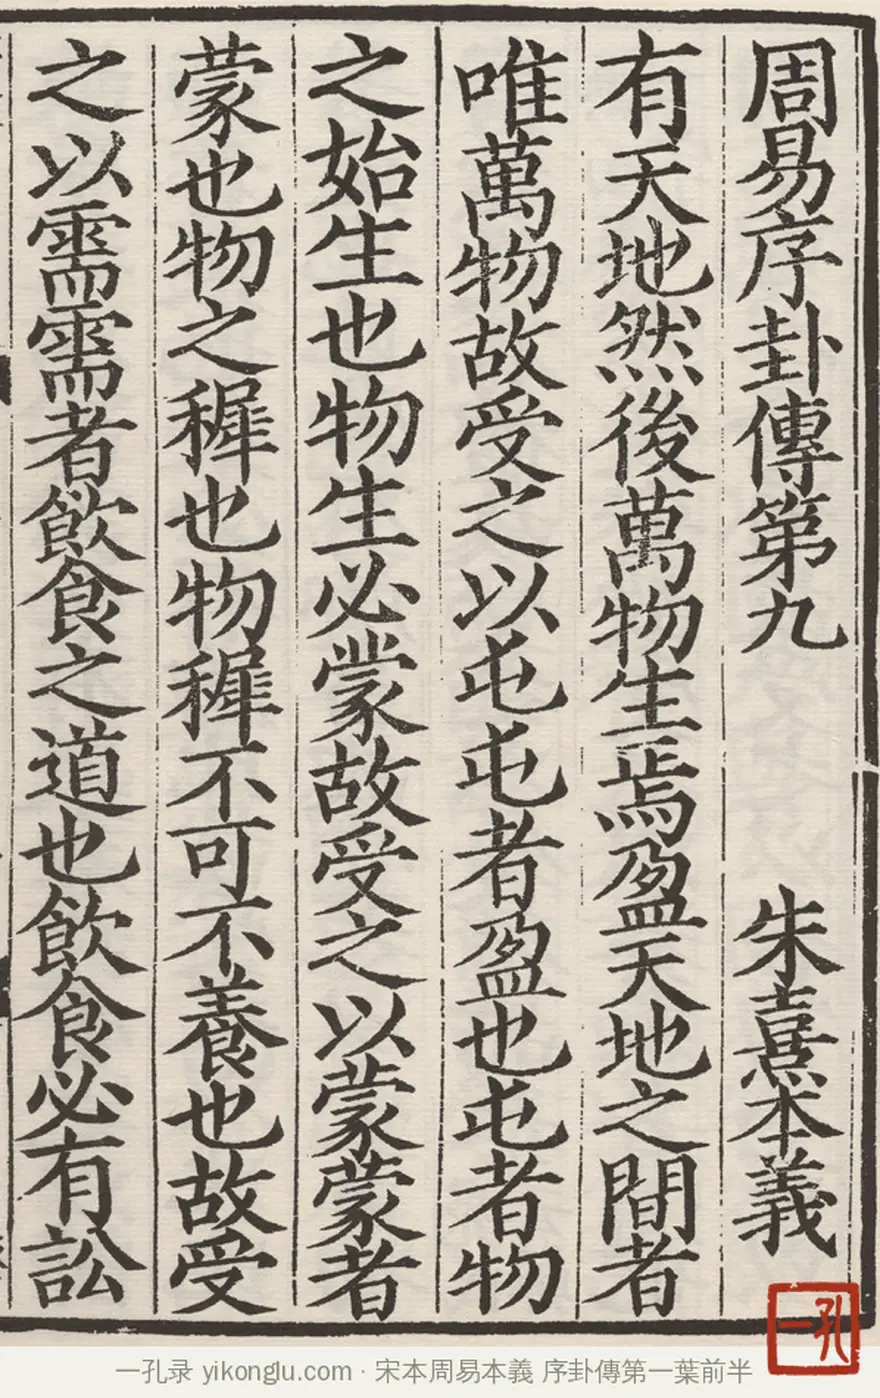 周易序卦傳第九 朱熹本義
有天地然後萬物生焉盈天地之間者
唯萬物故受之以屯屯者盈也屯者物
之始生也物生必蒙故受之以蒙蒙者
蒙也物之穉也物穉不可不養也故受
之以需需者飲食之道也飲食必有訟
一孔
一孔录 yikonglu.com · 宋本周易本義 序卦傳第一葉前半